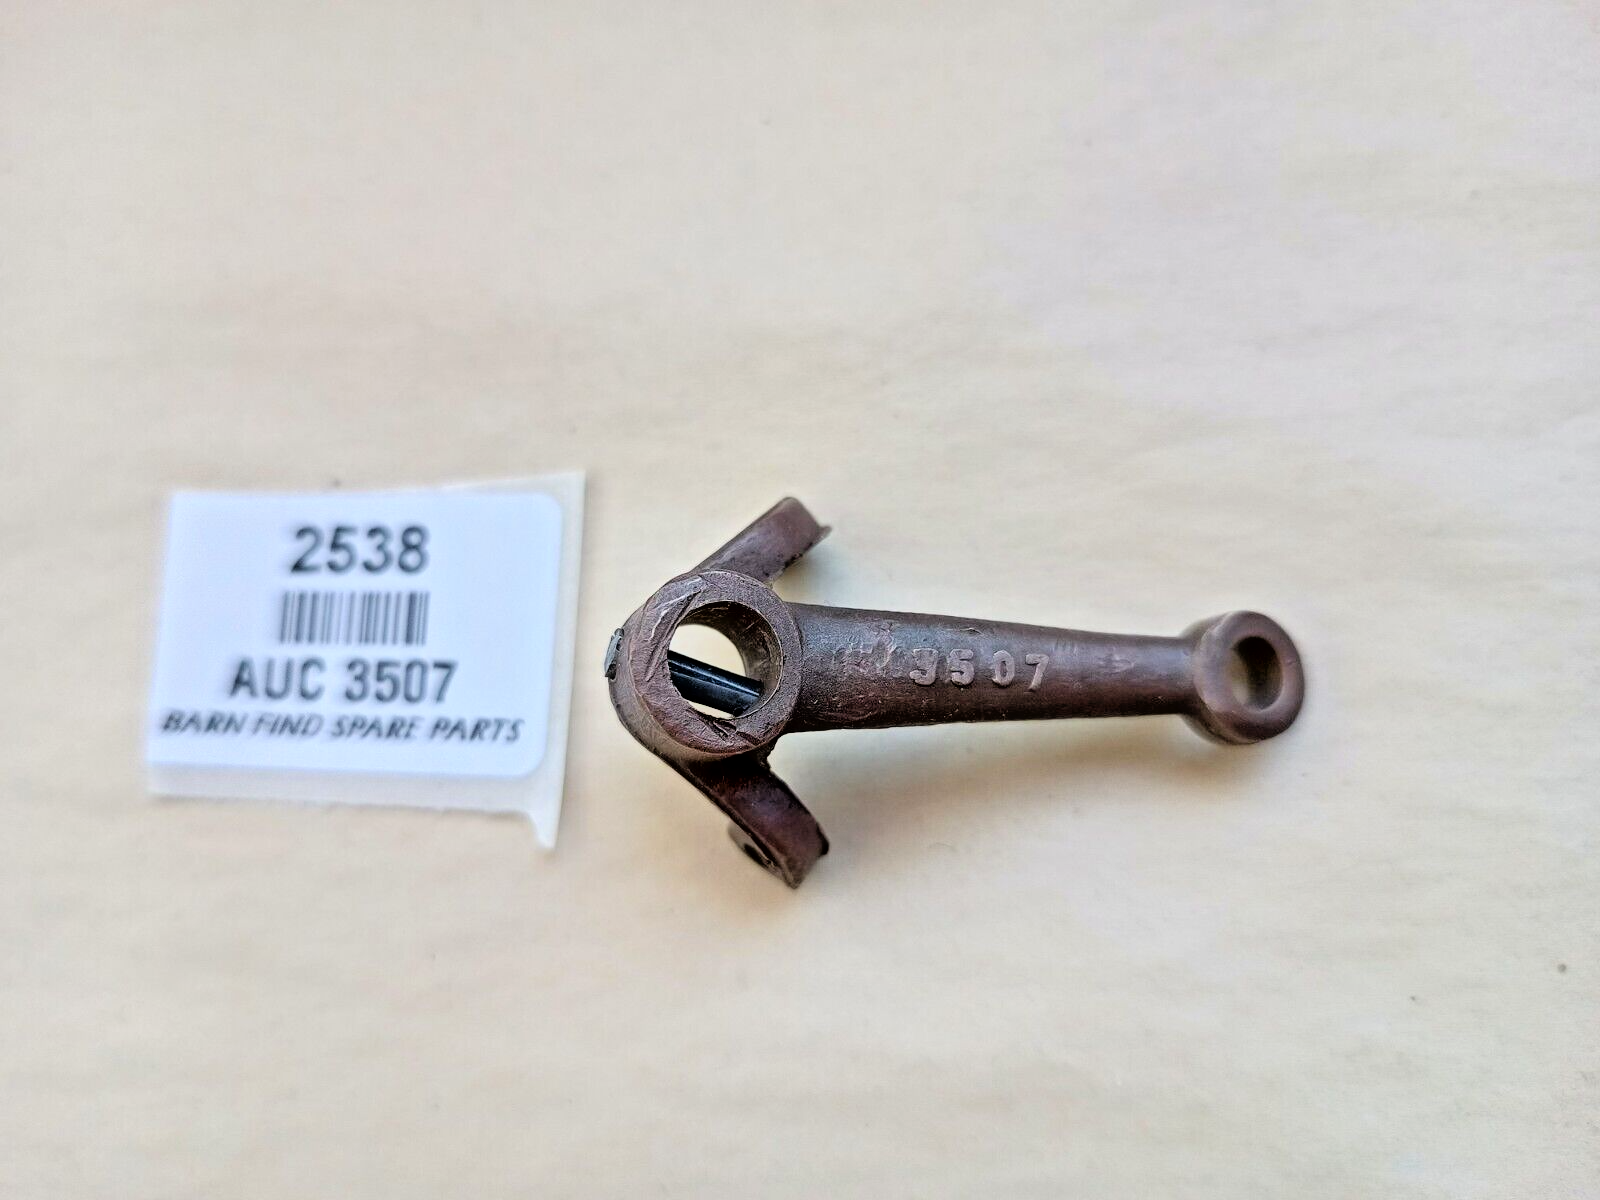 2538
AUC 3507
BARN FIND SPARE PARTS
3507